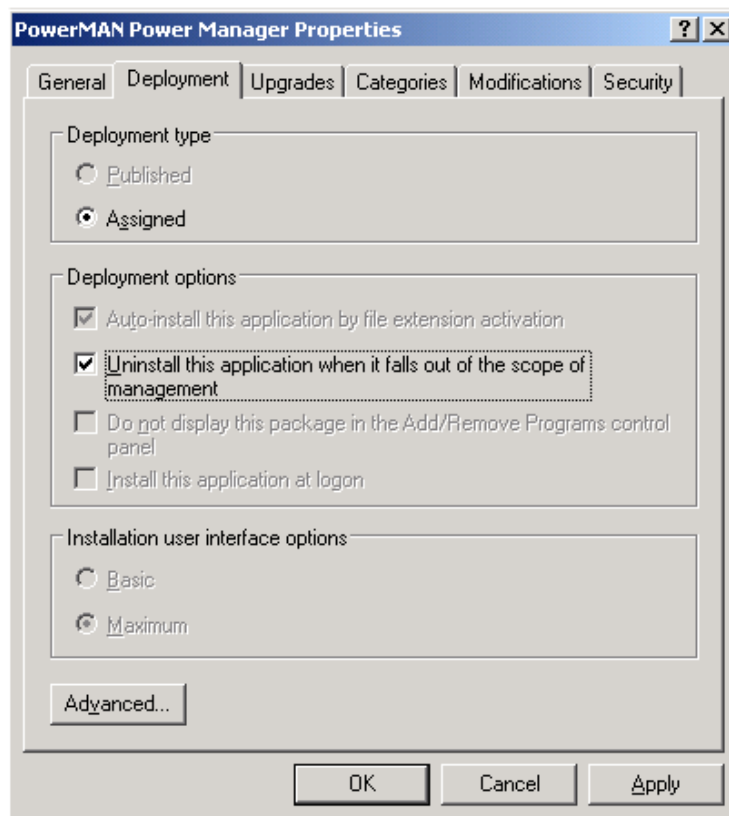 PowerMAN Power Manager Properties
General Deployment Upgrades Categories Modifications Security
Deployment type
Published
Assigned
Deployment options
Auto-install this application by file extension activation
Uninstall this application when it falls out of the scope of
management
Do not display this package in the Add/Remove Programs control
panel
Install this application at logon
Installation user interface options
Basic
Maximum
Advanced...
OK Cancel Apply